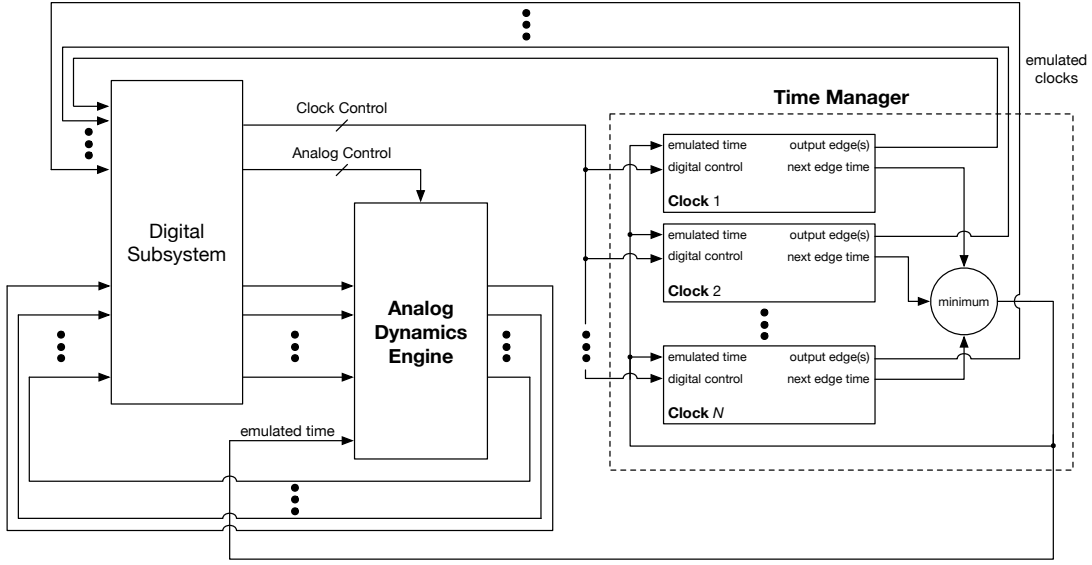 emulated
clocks
Time Manager
Clock Control
Analog Control
Digital
Subsystem
Analog
Dynamics
Engine
emulated time
emulated time output edge(s)
digital control next edge time
Clock 1
emulated time output edge(s)
digital control next edge time
Clock 2
minimum
emulated time output edge(s)
digital control next edge time
Clock N